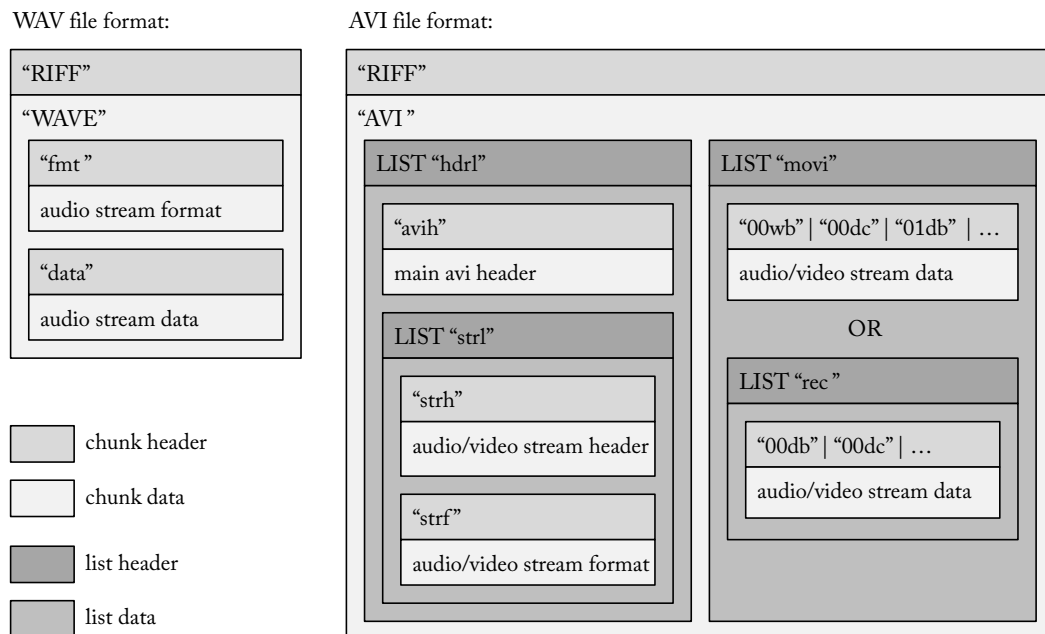 WAV file format:
“RIFF”
“WAVE”
“fmt ”
audio stream format
“data”
audio stream data
chunk header
chunk data
list header
list data
AVI file format:
“RIFF”
“AVI ”
LIST “hdrl”
“avih”
main avi header
LIST “strl”
“strh”
audio/video stream header
“strf”
audio/video stream format
LIST “movi”
“00wb” | “00dc” | “01db” | …
audio/video stream data
OR
LIST “rec ”
“00db” | “00dc” | …
audio/video stream data